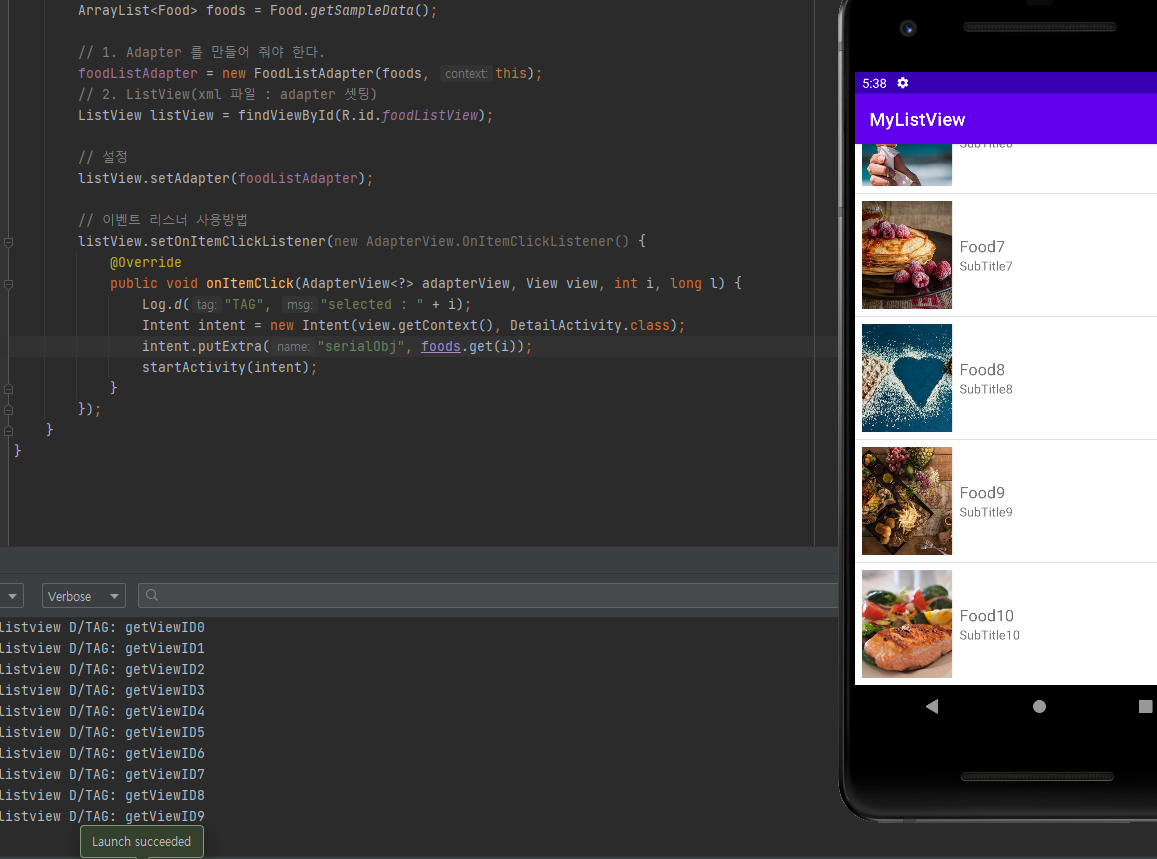 ArrayList<Food> foods = Food.getSampleData();
// 1. Adapter 를 만들어 줘야 한다.
foodListAdapter = new FoodListAdapter(foods, context: this);
// 2. ListView(xml 파일 : adapter 셋팅)
ListView listView = findViewById(R.id.foodListView);
// 설정
listView.setAdapter(foodListAdapter);
// 이벤트 리스너 사용방법
listView.setOnItemClickListener(new AdapterView.OnItemClickListener() {
@Override
public void onItemClick(AdapterView<?> adapterView, View view, int i, long l) {
Log.d( tag: "TAG", msg: "selected : " + i);
Intent intent = new Intent(view.getContext(), DetailActivity.class);
intent.putExtra( name: "serialObj", foods.get(i));
startActivity(intent);
}
});
}
}
Verbose
listview D/TAG: getViewID0
listview D/TAG: getViewID1
listview D/TAG: getViewID2
listview D/TAG: getViewID3
listview D/TAG: getViewID4
listview D/TAG: getViewID5
listview D/TAG: getViewID6
listview D/TAG: getViewID7
listview D/TAG: getViewID8
listview D/TAG: getViewID9
Launch succeeded
5:38
MyListView
SubTitle6
Food7
SubTitle7
Food8
SubTitle8
Food9
SubTitle9
Food10
SubTitle10